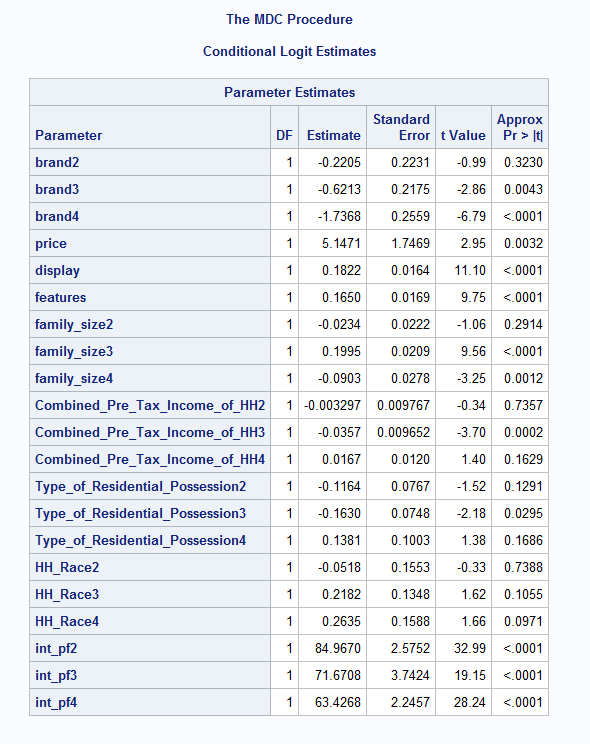 The MDC Procedure
Conditional Logit Estimates
Parameter Estimates
Parameter DF Estimate Standard Error t Value Approx Pr > |t|
brand2 1 -0.2205 0.2231 -0.99 0.3230
brand3 1 -0.6213 0.2175 -2.86 0.0043
brand4 1 -1.7368 0.2559 -6.79 <.0001
price 1 5.1471 1.7469 2.95 0.0032
display 1 0.1822 0.0164 11.10 <.0001
features 1 0.1650 0.0169 9.75 <.0001
family_size2 1 -0.0234 0.0222 -1.06 0.2914
family_size3 1 0.1995 0.0209 9.56 <.0001
family_size4 1 -0.0903 0.0278 -3.25 0.0012
Combined_Pre_Tax_Income_of_HH2 1 -0.003297 0.009767 -0.34 0.7357
Combined_Pre_Tax_Income_of_HH3 1 -0.0357 0.009652 -3.70 0.0002
Combined_Pre_Tax_Income_of_HH4 1 0.0167 0.0120 1.40 0.1629
Type_of_Residential_Possession2 1 -0.1164 0.0767 -1.52 0.1291
Type_of_Residential_Possession3 1 -0.1630 0.0748 -2.18 0.0295
Type_of_Residential_Possession4 1 0.1381 0.1003 1.38 0.1686
HH_Race2 1 -0.0518 0.1553 -0.33 0.7388
HH_Race3 1 0.2182 0.1348 1.62 0.1055
HH_Race4 1 0.2635 0.1588 1.66 0.0971
int_pf2 1 84.9670 2.5752 32.99 <.0001
int_pf3 1 71.6708 3.7424 19.15 <.0001
int_pf4 1 63.4268 2.2457 28.24 <.0001